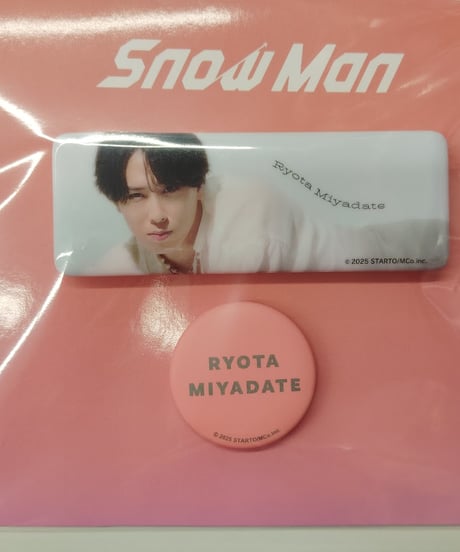 Snow Man
Ryota Miyadate
© 2025 STARTO/MCo.inc.
RYOTA
MIYADATE
© 2025 STARTO/MCo.inc.